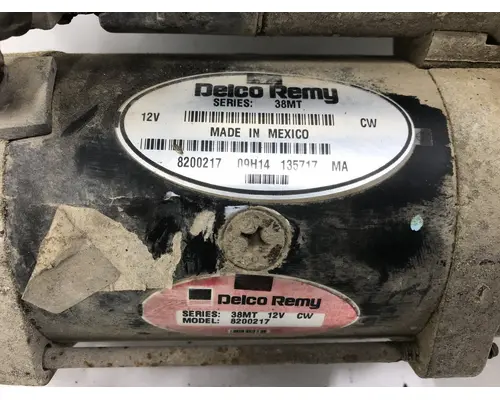 Delco Remy
SERIES: 38MT
12V
CW
MADE IN MEXICO
8200217 09H14 135717 MA
Delco Remy
SERIES: 38MT 12V CW
MODEL: 8200217